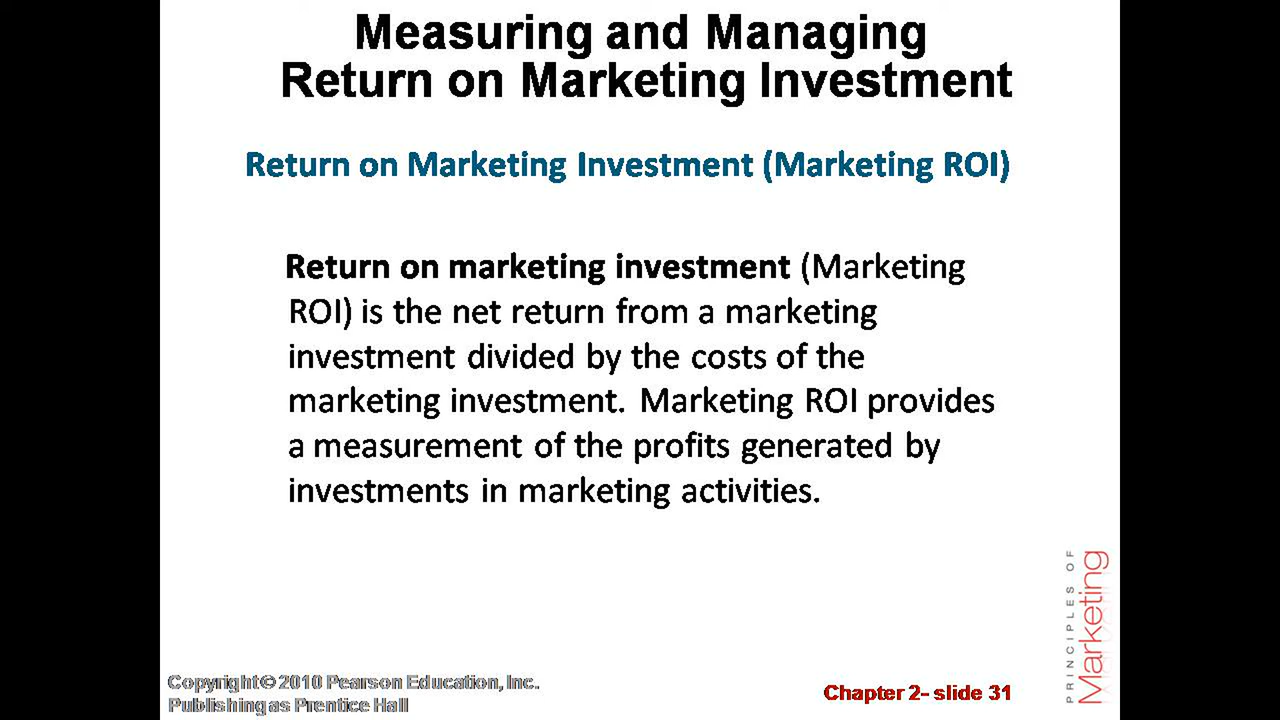 Measuring and Managing
Return on Marketing Investment
Return on Marketing Investment (Marketing ROI)
Return on marketing investment (Marketing
ROI) is the net return from a marketing
investment divided by the costs of the
marketing investment. Marketing ROI provides
a measurement of the profits generated by
investments in marketing activities.
PRINCIPLES OF
Marketing
Copyright © 2010 Pearson Education, Inc.
Publishing as Prentice Hall
Chapter 2- slide 31